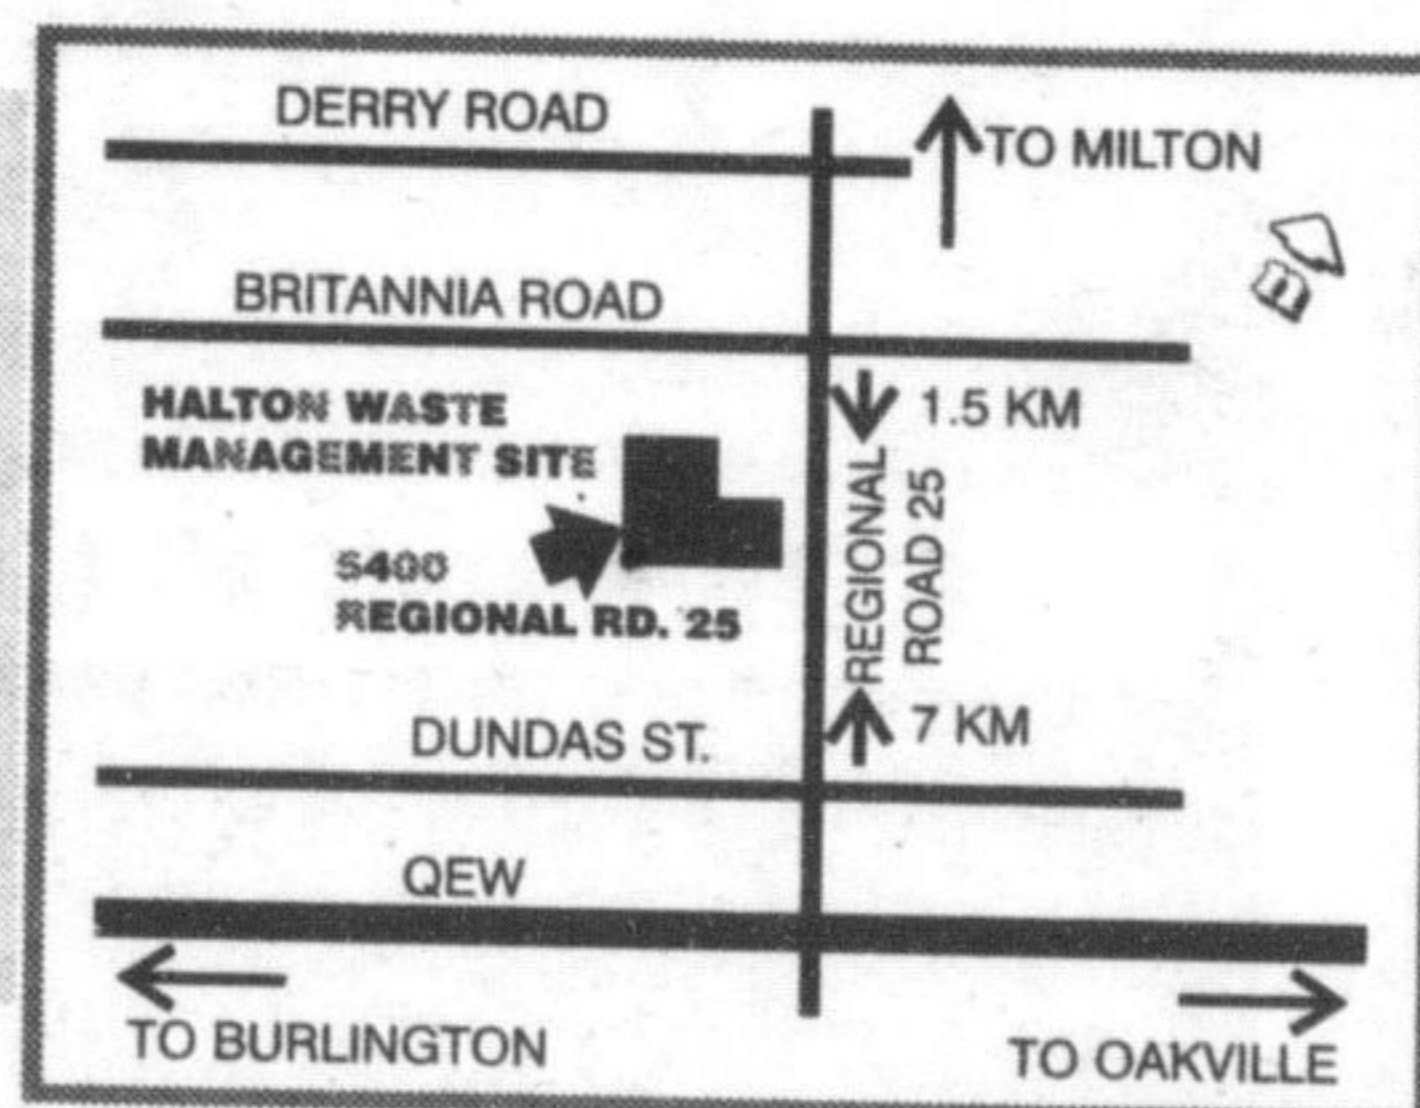 DERRY ROAD
TO MILTON
BRITANNIA ROAD
HALTON WASTE
MANAGEMENT SITE
1.5 KM
REGIONAL
ROAD 25
5400
REGIONAL RD. 25
7 KM
DUNDAS ST.
QEW
TO BURLINGTON
TO OAKVILLE